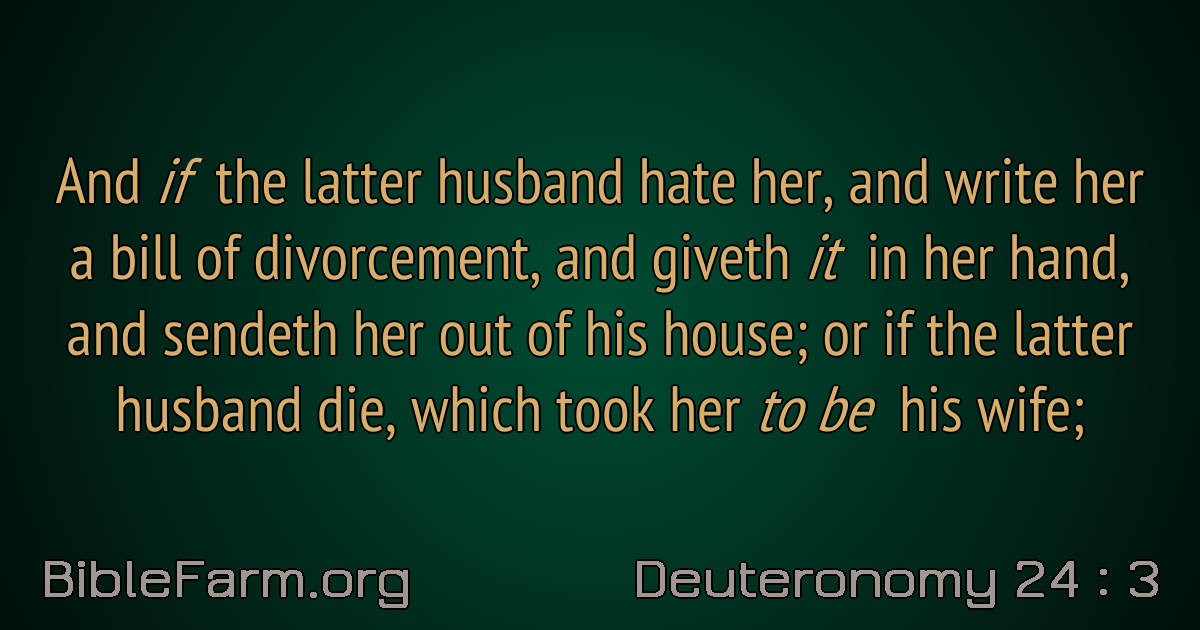 And if the latter husband hate her, and write her
a bill of divorcement, and giveth it in her hand,
and sendeth her out of his house; or if the latter
husband die, which took her to be his wife;
BibleFarm.org
Deuteronomy 24 : 3